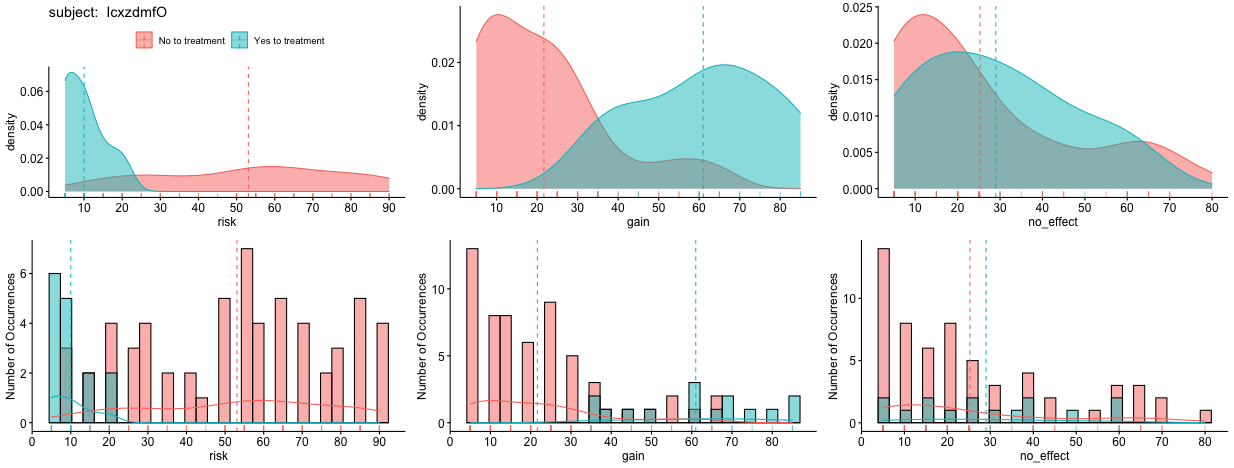 subject: IcxzdmfO
No to treatment Yes to treatment
density
0.06
0.04
0.02
0.00
10 20 30 40 50 60 70 80 90
risk
density
0.02
0.01
0.00
10 20 30 40 50 60 70 80
gain
density
0.025
0.020
0.015
0.010
0.005
0.000
10 20 30 40 50 60 70 80
no_effect
Number of Occurrences
6
4
2
0
0 10 20 30 40 50 60 70 80 90
risk
Number of Occurrences
10
5
0
0 10 20 30 40 50 60 70 80
gain
Number of Occurrences
10
5
0
0 10 20 30 40 50 60 70 80
no_effect